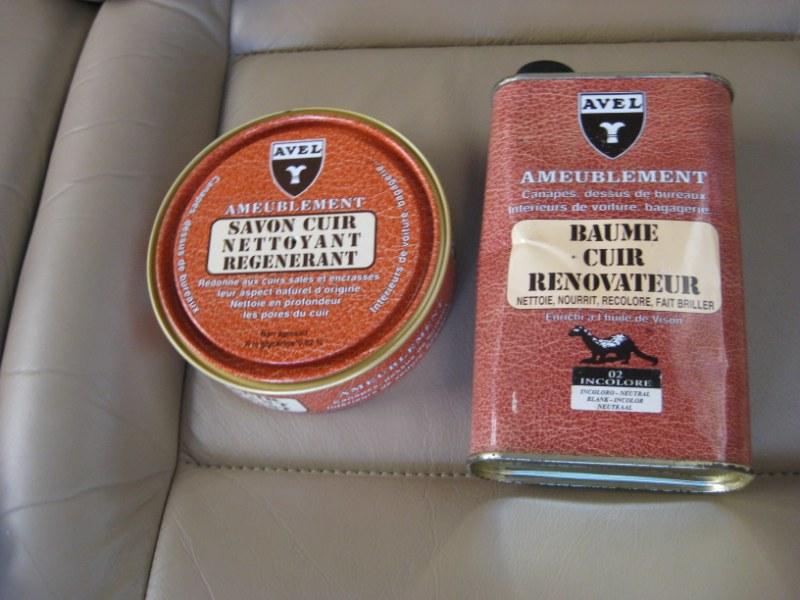 AVEL
AMEUBLEMENT
Canapés, dessus de bureaux
Intérieurs de voiture, bagagerie
SAVON CUIR
NETTOYANT
REGENERANT
Redonne aux cuirs salés et encrassés
leur aspect naturel d'origine
Nettoie en profondeur
les pores du cuir
AMEUBLEMENT
AVEL
AMEUBLEMENT
Canapés, dessus de bureaux
Intérieurs de voiture, bagagerie
BAUME
CUIR
RENOVATEUR
NETTOIE, NOURRIT, RECOLORE, FAIT BRILLER
Enrichi à l'huile de Vison
02
INCOLORE
INCOLORO - NEUTRAL
BLANK - INCOLOR
NEUTRAAL